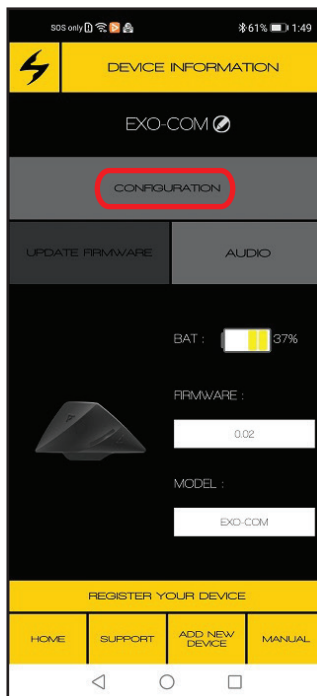 SOS only 61% 1:49
DEVICE INFORMATION
EXO-COM
CONFIGURATION
UPDATE FIRMWARE AUDIO
BAT : 37%
FIRMWARE :
0.02
MODEL :
EXO-COM
REGISTER YOUR DEVICE
HOME SUPPORT ADD NEW DEVICE MANUAL